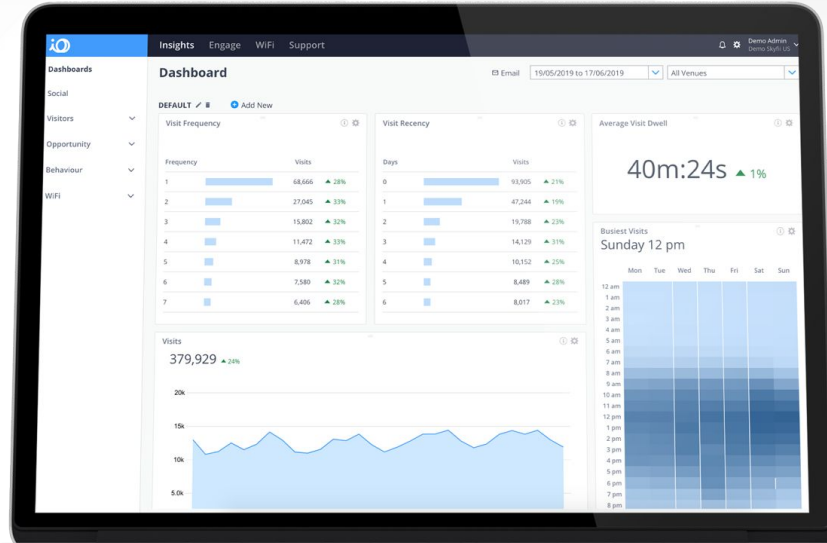 iO
Insights Engage WiFi Support
Demo Admin
Demo Skyfii US
Dashboards
Social
Visitors
Opportunity
Behaviour
WiFi
Dashboard
Email 19/05/2019 to 17/06/2019 All Venues
DEFAULT Add New
Visit Frequency
Frequency Visits
1 68,666 28%
2 27,045 33%
3 15,802 32%
4 11,472 33%
5 8,978 31%
6 7,580 32%
7 6,406 28%
Visit Recency
Days Visits
0 93,905 21%
1 47,244 19%
2 19,788 23%
3 14,129 31%
4 10,152 25%
5 8,489 28%
6 8,017 23%
Average Visit Dwell
40m:24s 1%
Busiest Visits
Sunday 12 pm
Mon Tue Wed Thu Fri Sat Sun
12 am
1 am
2 am
3 am
4 am
5 am
6 am
7 am
8 am
9 am
10 am
11 am
12 pm
1 pm
2 pm
3 pm
4 pm
5 pm
6 pm
7 pm
8 pm
Visits
379,929 24%
20k
15k
10k
5.0k